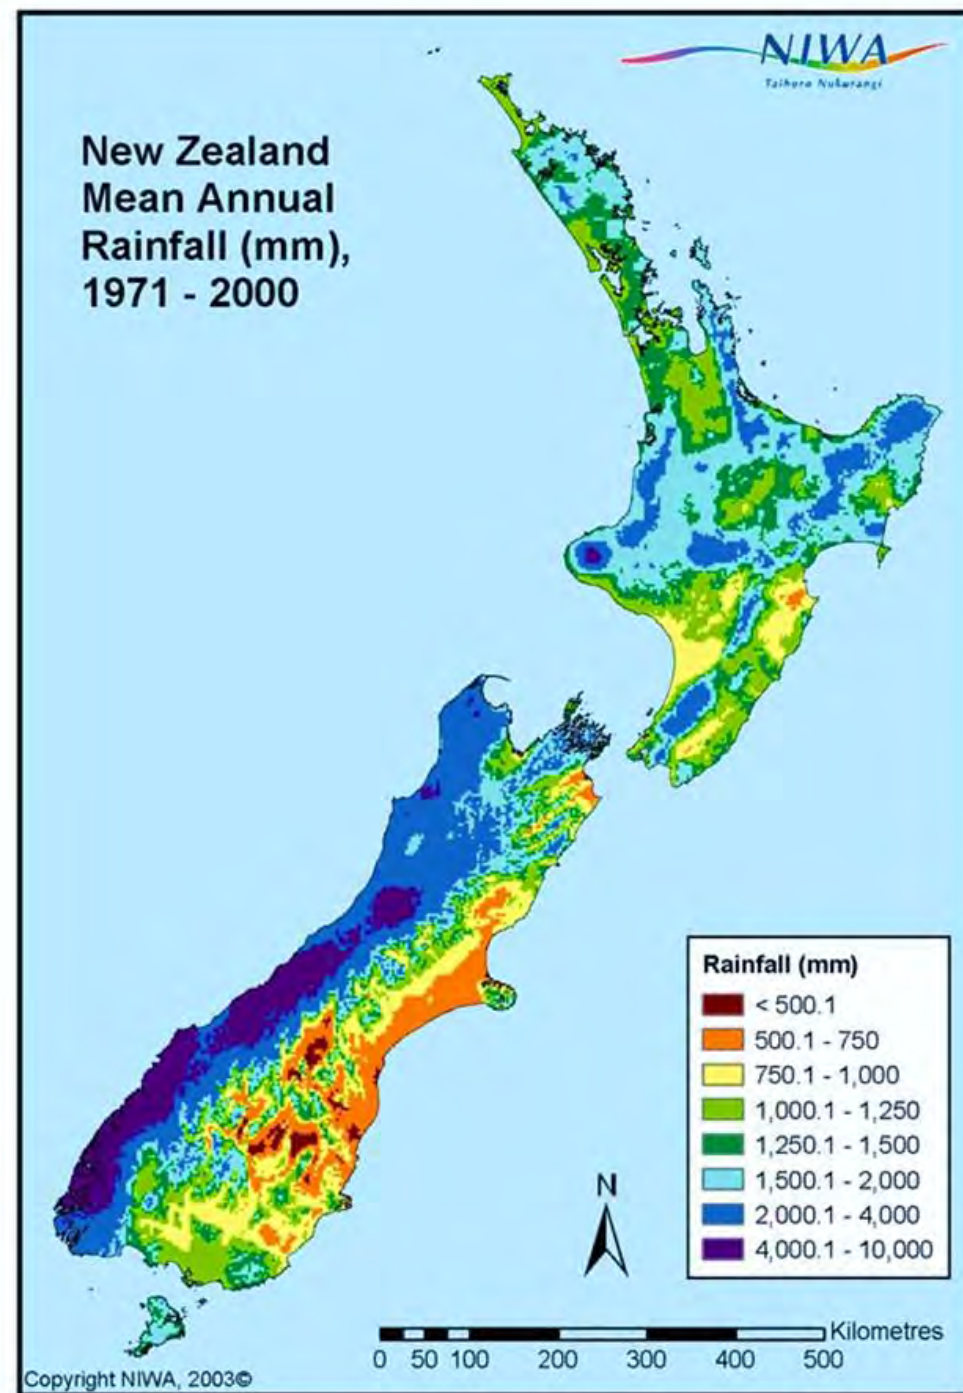 NIWA
Taihoro Nukurangi
New Zealand
Mean Annual
Rainfall (mm),
1971 - 2000
Rainfall (mm)
< 500.1
500.1 - 750
750.1 - 1,000
1,000.1 - 1,250
1,250.1 - 1,500
1,500.1 - 2,000
2,000.1 - 4,000
4,000.1 - 10,000
N
Kilometres
0 50 100 200 300 400 500
Copyright NIWA, 2003©